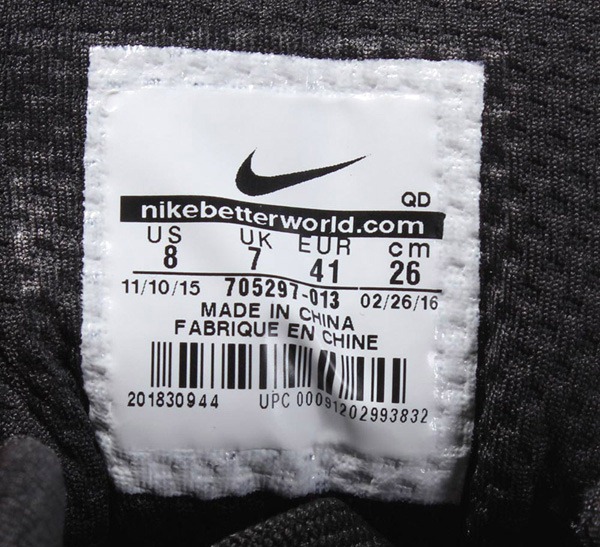 QD
nikebetterworld.com
US UK EUR cm
8 7 41 26
11/10/15 705297-013 02/26/16
MADE IN CHINA
FABRIQUE EN CHINE
201830944 UPC 00091202993832